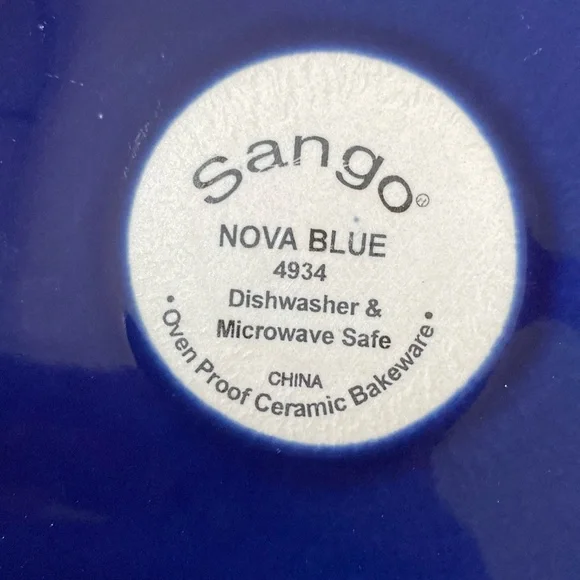 Sango®
NOVA BLUE
4934
Dishwasher &
Microwave Safe
CHINA
• Oven Proof Ceramic Bakeware •